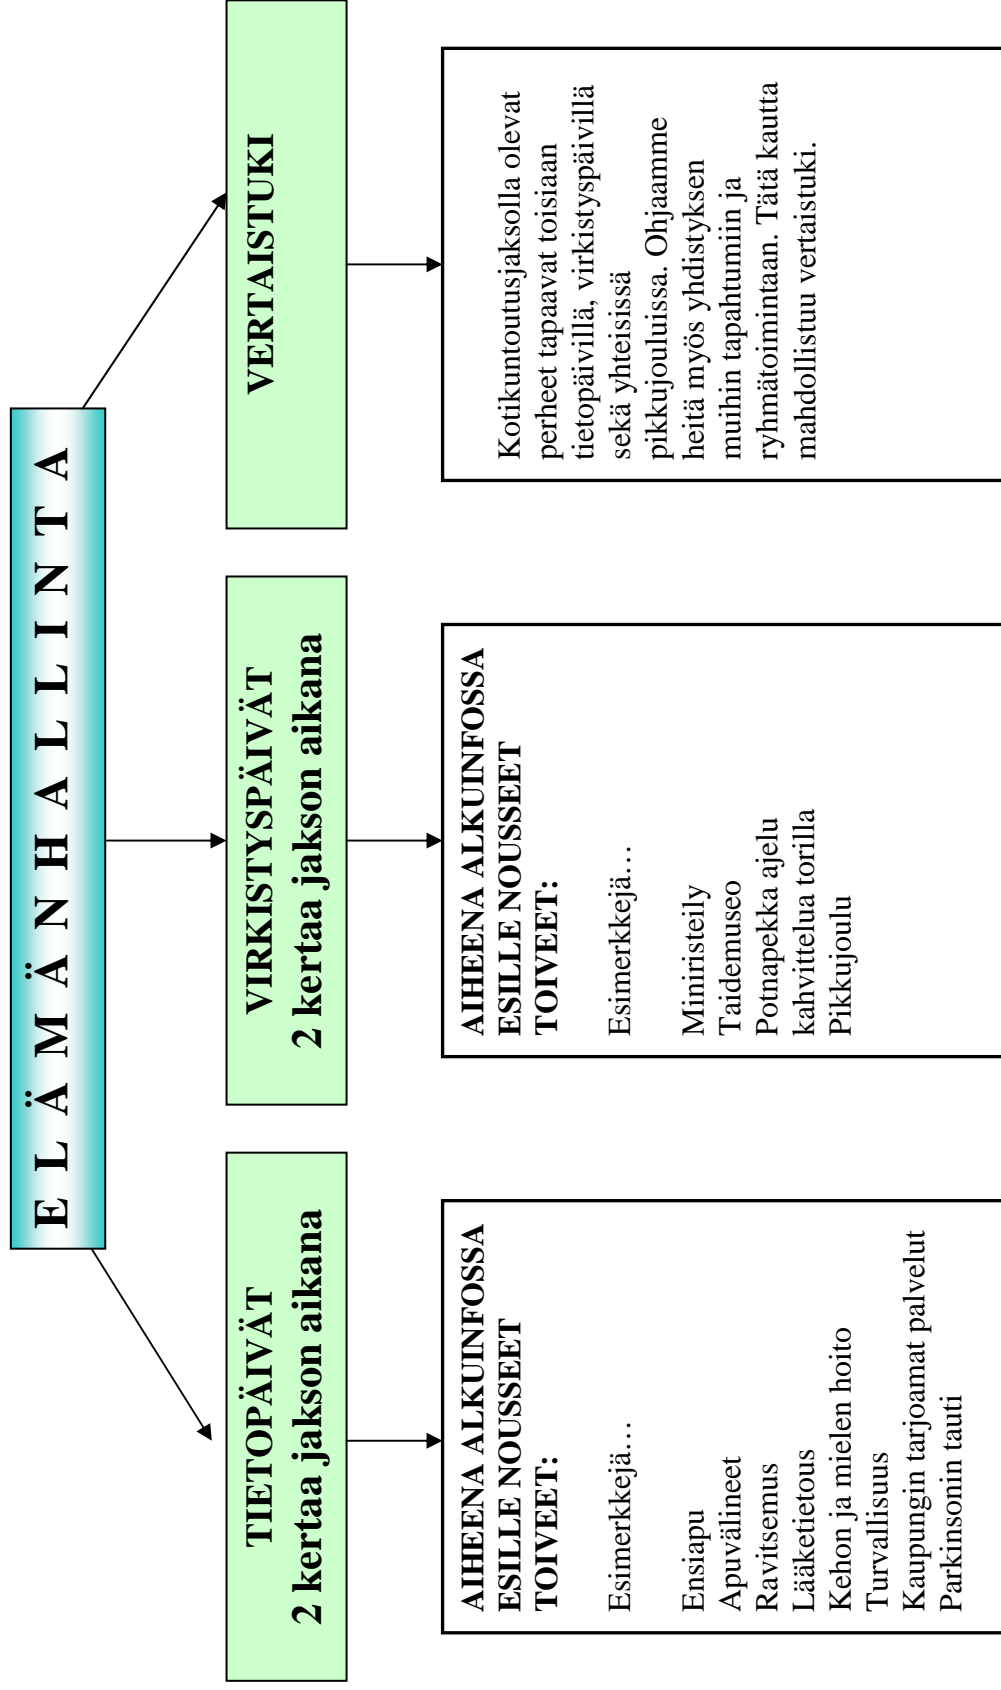 E L Ä M Ä N H A L L I N T A
TIETOPÄIVÄT
2 kertaa jakson aikana
AIHEENA ALKUINFOSSA
ESILLE NOUSSEET
TOIVEET:
Esimerkkejä…
Ensiapu
Apuvälineet
Ravitsemus
Lääketietous
Kehon ja mielen hoito
Turvallisuus
Kaupungin tarjoamat palvelut
Parkinsonin tauti
VIRKISTYSPÄIVÄT
2 kertaa jakson aikana
AIHEENA ALKUINFOSSA
ESILLE NOUSSEET
TOIVEET:
Esimerkkejä…
Miniristeily
Taidemuseo
Potnapekka ajelu
kahvittelua torilla
Pikkujoulu
VERTAISTUKI
Kotikuntoutusjaksolla olevat
perheet tapaavat toisiaan
tietopäivillä, virkistyspäivillä
sekä yhteisissä
pikkujouluissa. Ohjaamme
heitä myös yhdistyksen
muihin tapahtumiin ja
ryhmätoimintaan. Tätä kautta
mahdollistuu vertaistuki.